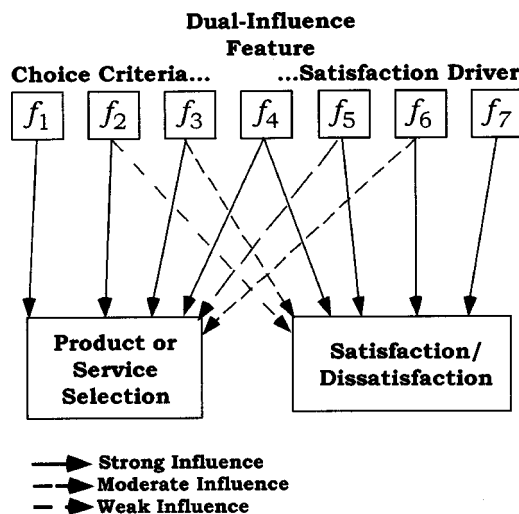 Dual-Influence
Feature
Choice Criteria... ...Satisfaction Driver
f1 f2 f3 f4 f5 f6 f7
Product or
Service
Selection
Satisfaction/
Dissatisfaction
Strong Influence
Moderate Influence
Weak Influence